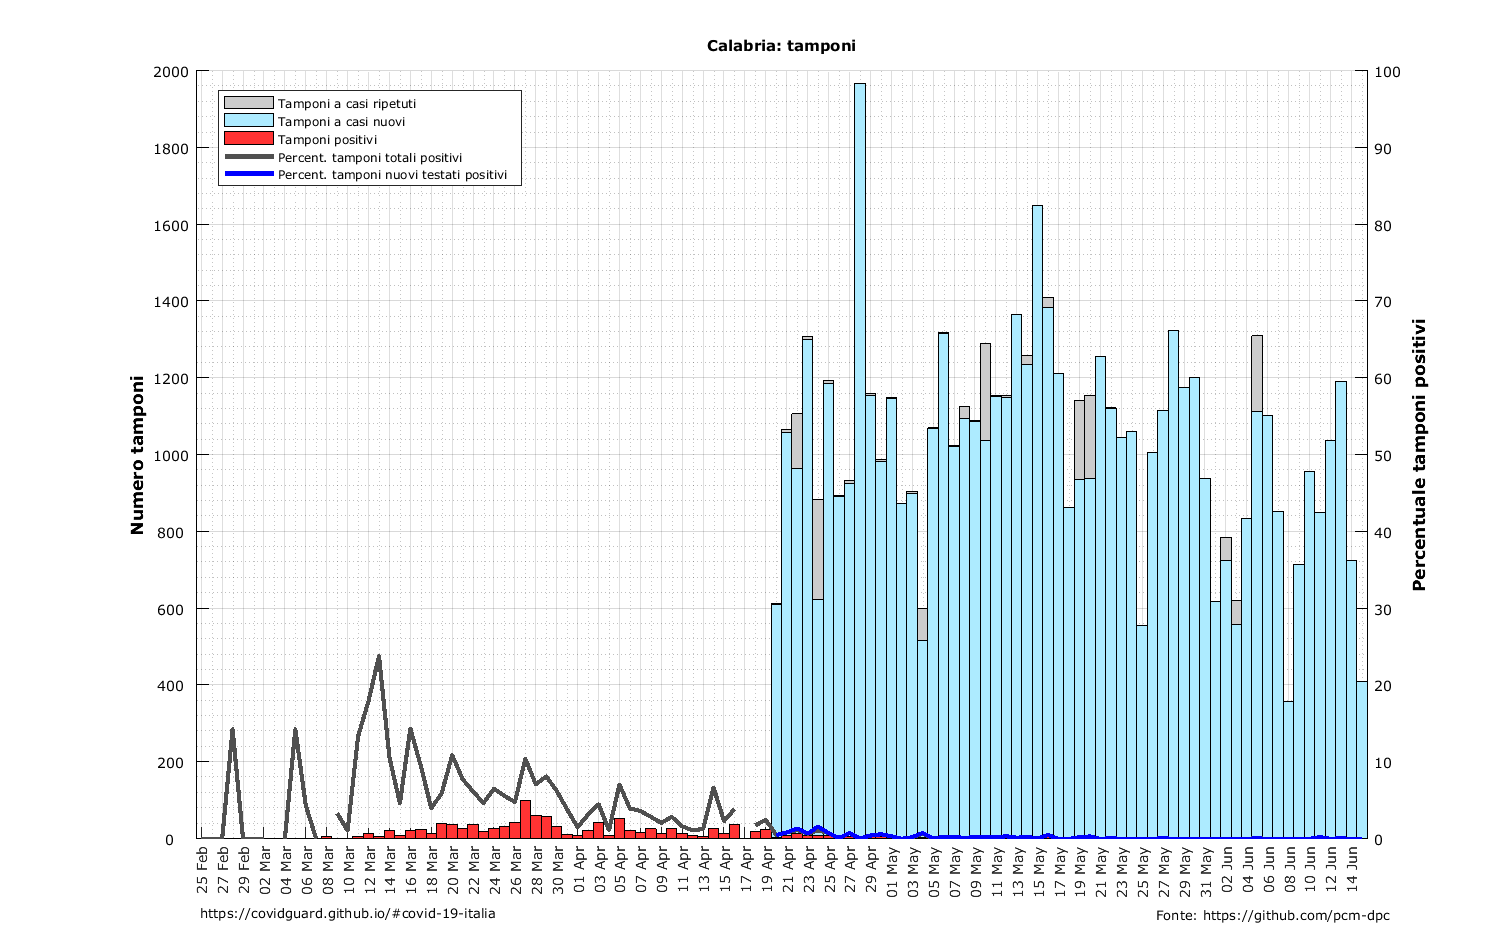 Calabria: tamponi
Tamponi a casi ripetuti
Tamponi a casi nuovi
Tamponi positivi
Percent. tamponi totali positivi
Percent. tamponi nuovi testati positivi
Numero tamponi
2000
1800
1600
1400
1200
1000
800
600
400
200
0
100
90
80
70
60
50
40
30
20
10
0
Percentuale tamponi positivi
25 Feb
27 Feb
29 Feb
02 Mar
04 Mar
06 Mar
08 Mar
10 Mar
12 Mar
14 Mar
16 Mar
18 Mar
20 Mar
22 Mar
24 Mar
26 Mar
28 Mar
30 Mar
01 Apr
03 Apr
05 Apr
07 Apr
09 Apr
11 Apr
13 Apr
15 Apr
17 Apr
19 Apr
21 Apr
23 Apr
25 Apr
27 Apr
29 Apr
01 May
03 May
05 May
07 May
09 May
11 May
13 May
15 May
17 May
19 May
21 May
23 May
25 May
27 May
29 May
31 May
02 Jun
04 Jun
06 Jun
08 Jun
10 Jun
12 Jun
14 Jun
https://covidguard.github.io/#covid-19-italia
Fonte: https://github.com/pcm-dpc